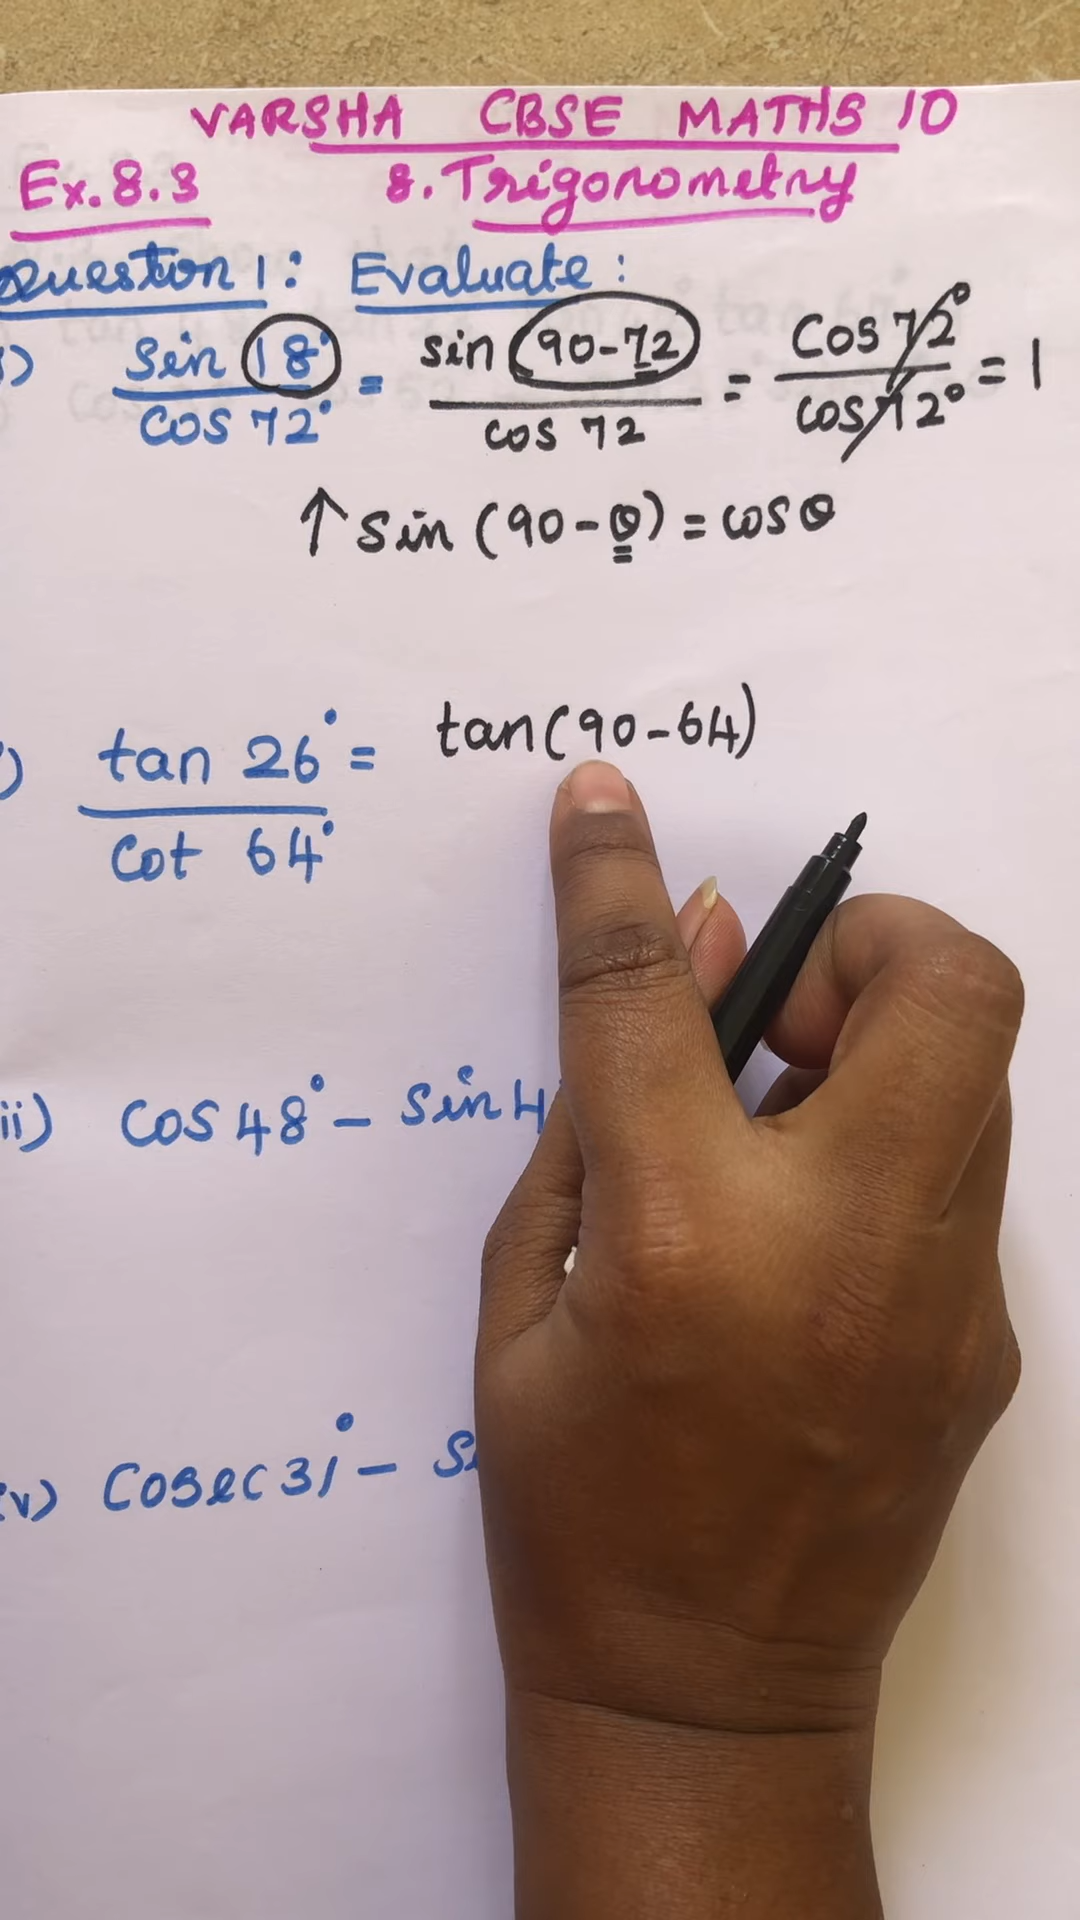 VARSHA CBSE MATHS 10
Ex. 8.3 8. Trigonometry
Question 1: Evaluate:
i) sin 18° / cos 72° = sin (90-72) / cos 72 = cos 72° / cos 72° = 1
↑ sin (90-θ) = cos θ
) tan 26° / cot 64° = tan(90-64)
ii) cos 48° - sin 4
iv) cosec 31° -